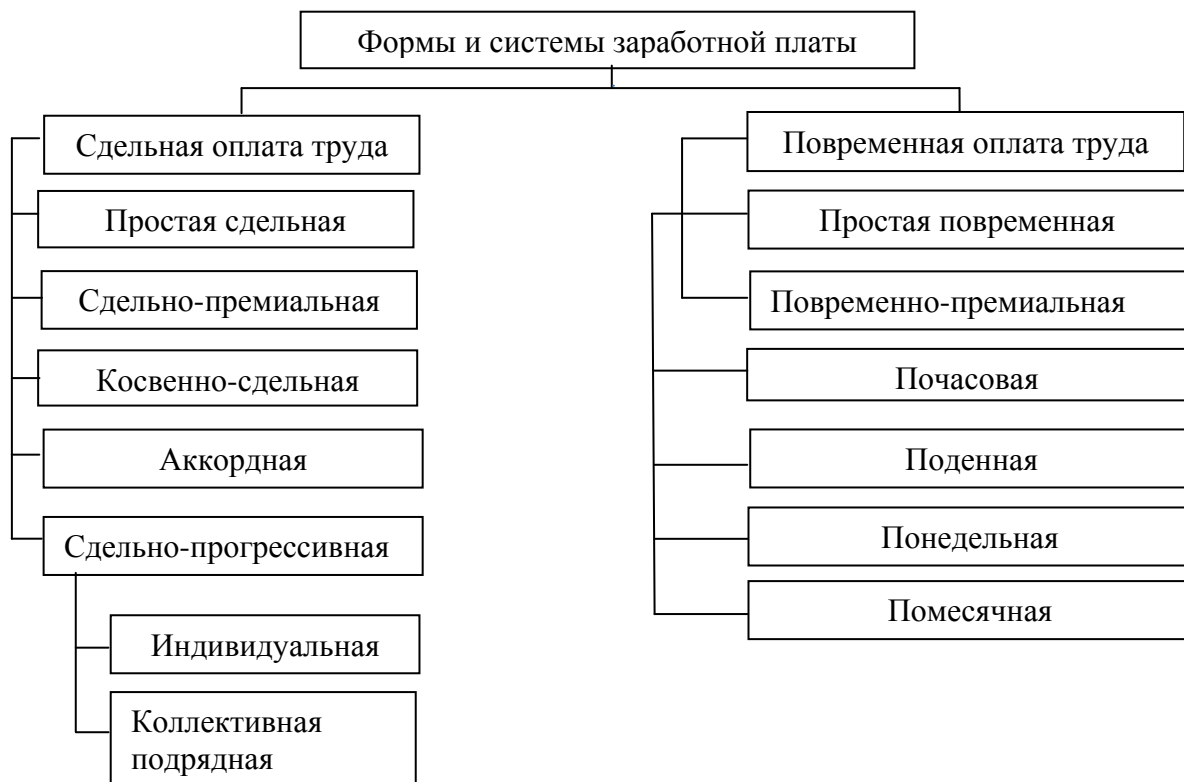 Формы и системы заработной платы
Сдельная оплата труда
Простая сдельная
Сдельно-премиальная
Косвенно-сдельная
Аккордная
Сдельно-прогрессивная
Индивидуальная
Коллективная
подрядная
Повременная оплата труда
Простая повременная
Повременно-премиальная
Почасовая
Поденная
Понедельная
Помесячная